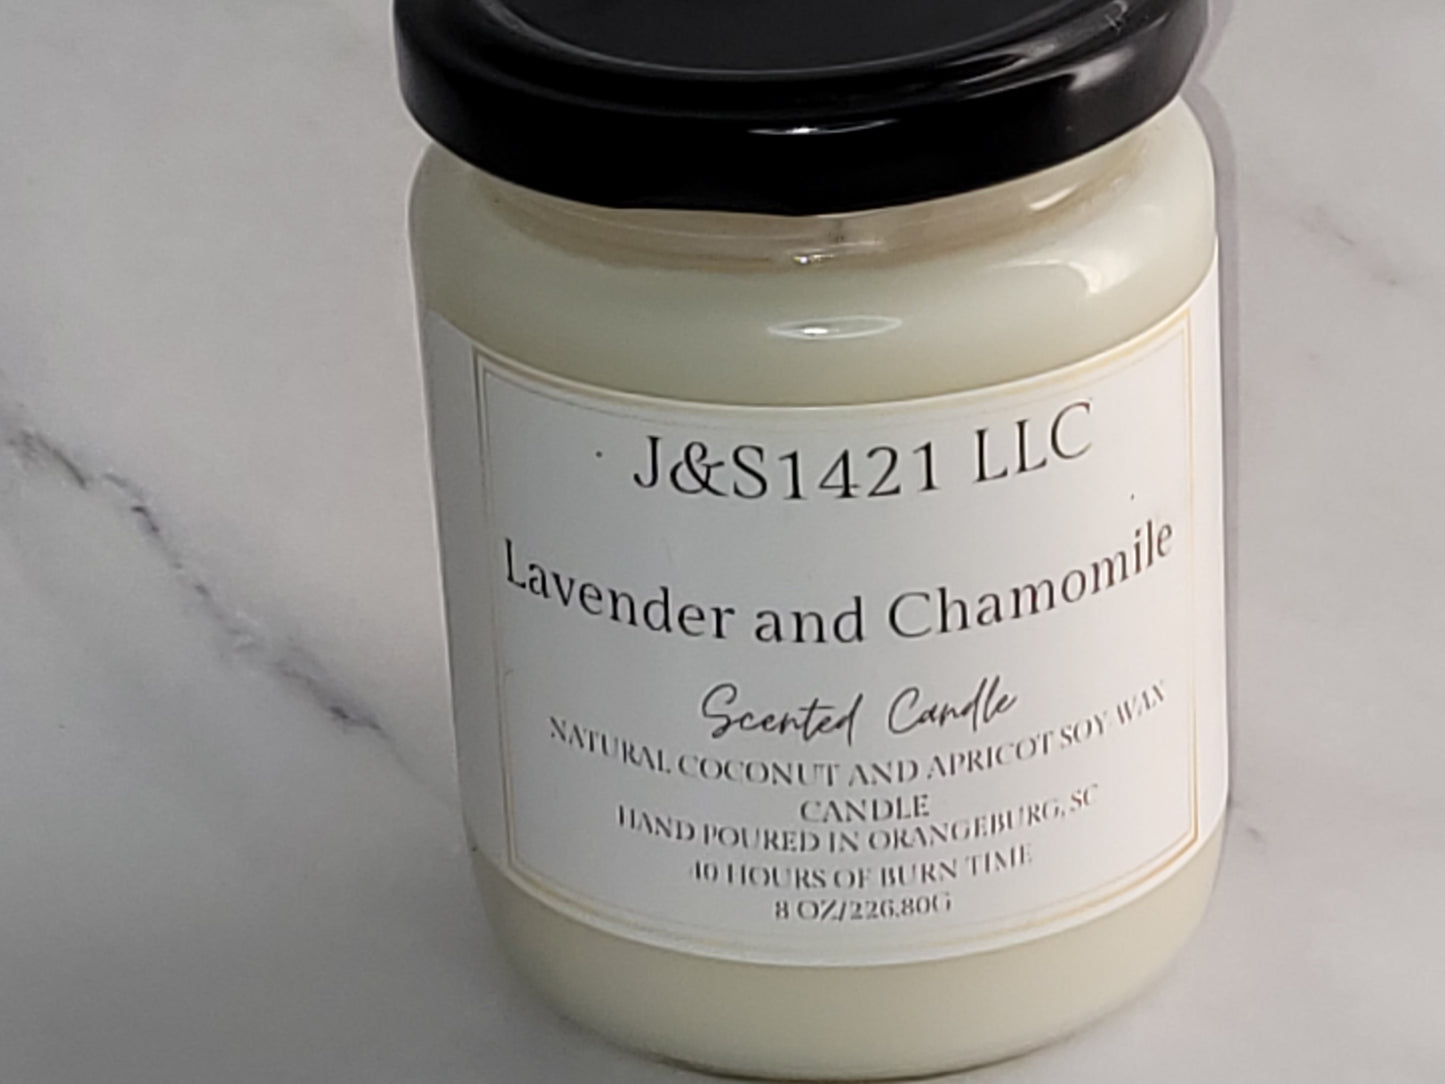 J&S1421 LLC
Lavender and Chamomile
Scented Candle
NATURAL COCONUT AND APRICOT SOY WAX
CANDLE
HAND POURED IN ORANGEBURG, SC
40 HOURS OF BURN TIME
8 OZ/226.80G